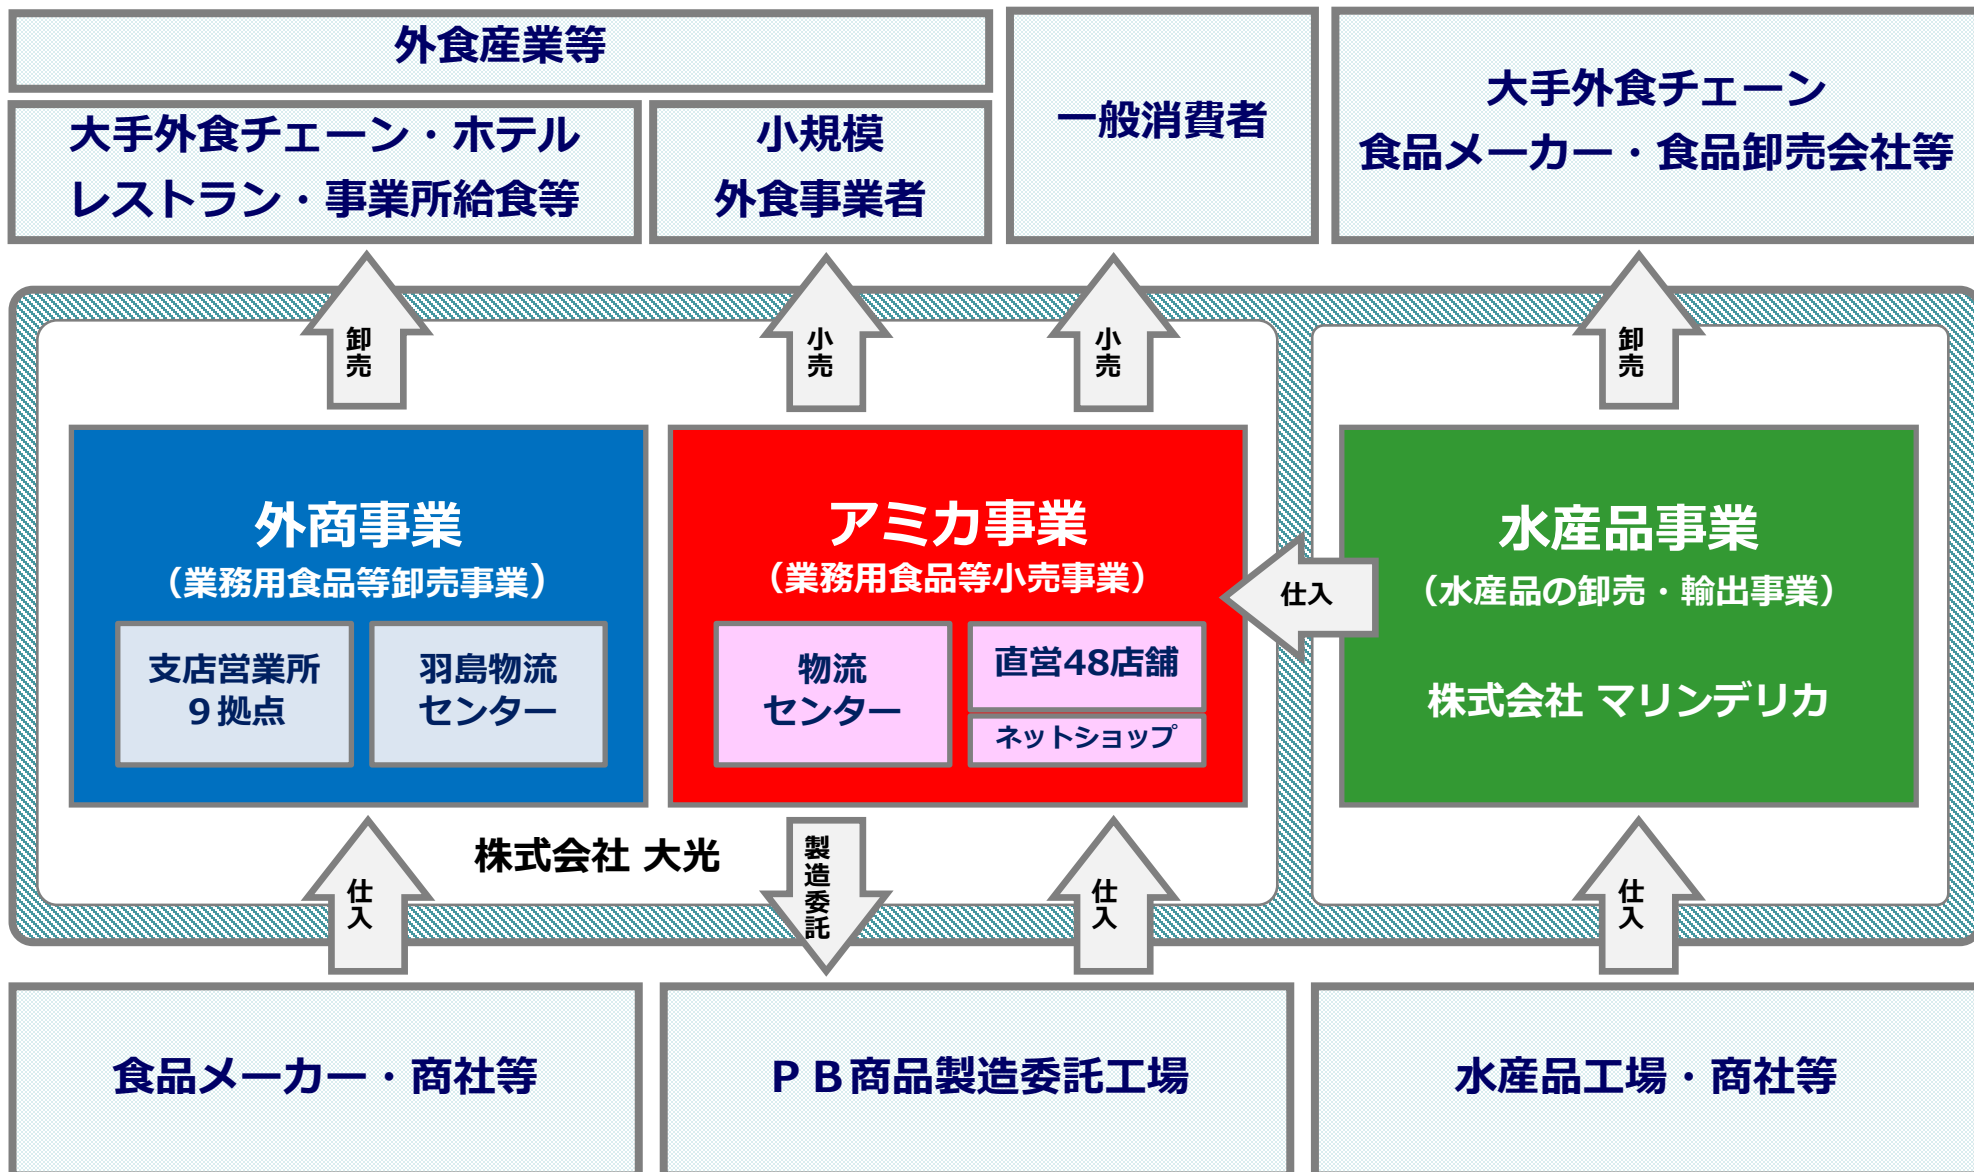 外食産業等
大手外食チェーン・ホテル
レストラン・事業所給食等
小規模
外食事業者
一般消費者
大手外食チェーン
食品メーカー・食品卸売会社等
卸売
小売
小売
卸売
外商事業
（業務用食品等卸売事業）
支店営業所
９拠点
羽島物流
センター
アミカ事業
（業務用食品等小売事業）
物流
センター
直営48店舗
ネットショップ
仕入
水産品事業
（水産品の卸売・輸出事業）
株式会社 マリンデリカ
株式会社 大光
仕入
製造委託
仕入
仕入
食品メーカー・商社等
ＰＢ商品製造委託工場
水産品工場・商社等